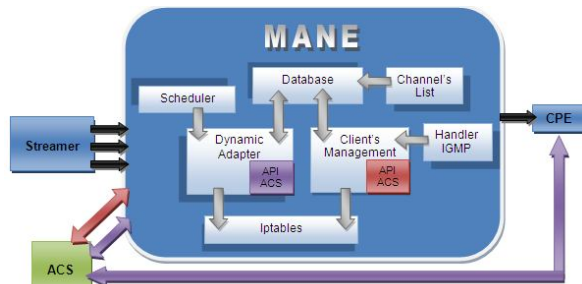 MANE
Database
Channel's
List
Scheduler
Streamer
Dynamic
Adapter
API
ACS
Client's
Management
API
ACS
Handler
IGMP
CPE
Iptables
ACS